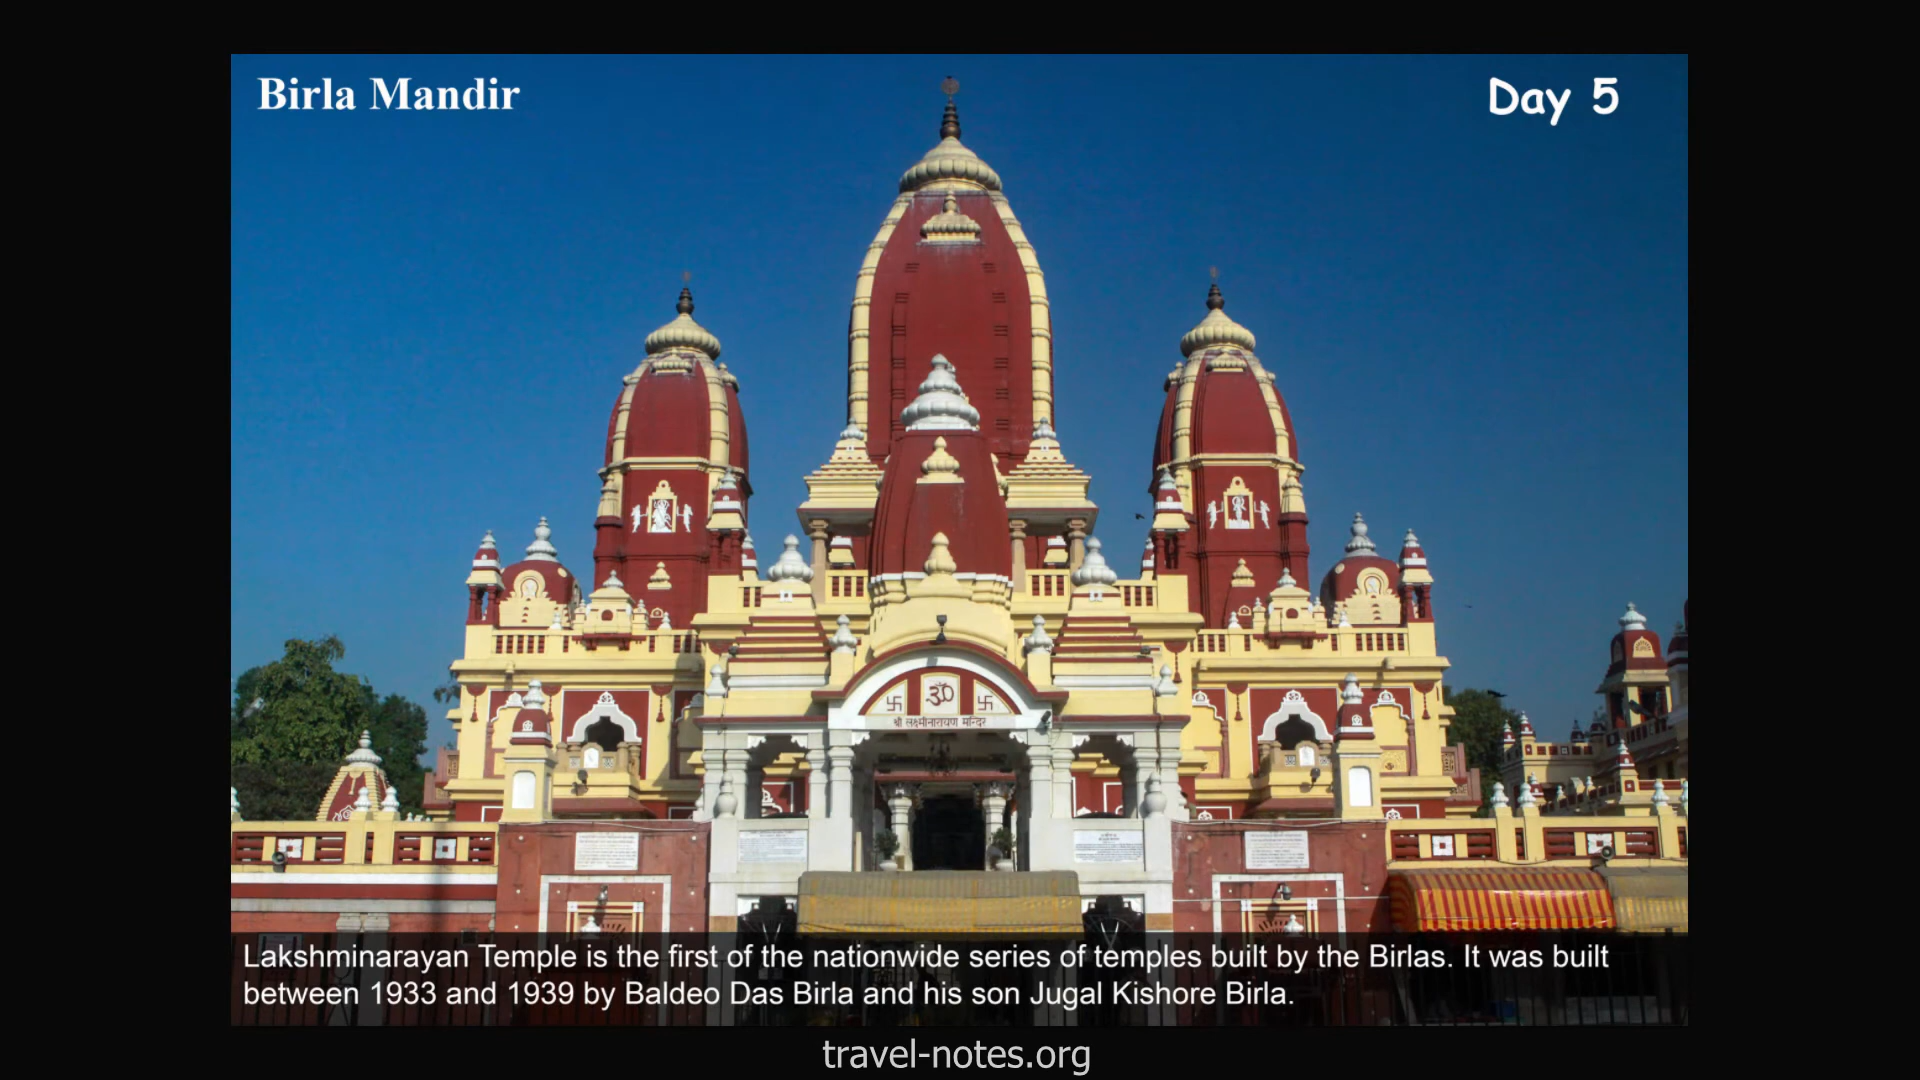 Birla Mandir
Day 5
ॐ
श्री लक्ष्मीनारायण मन्दिर
Lakshminarayan Temple is the first of the nationwide series of temples built by the Birlas. It was built
between 1933 and 1939 by Baldeo Das Birla and his son Jugal Kishore Birla.
travel-notes.org